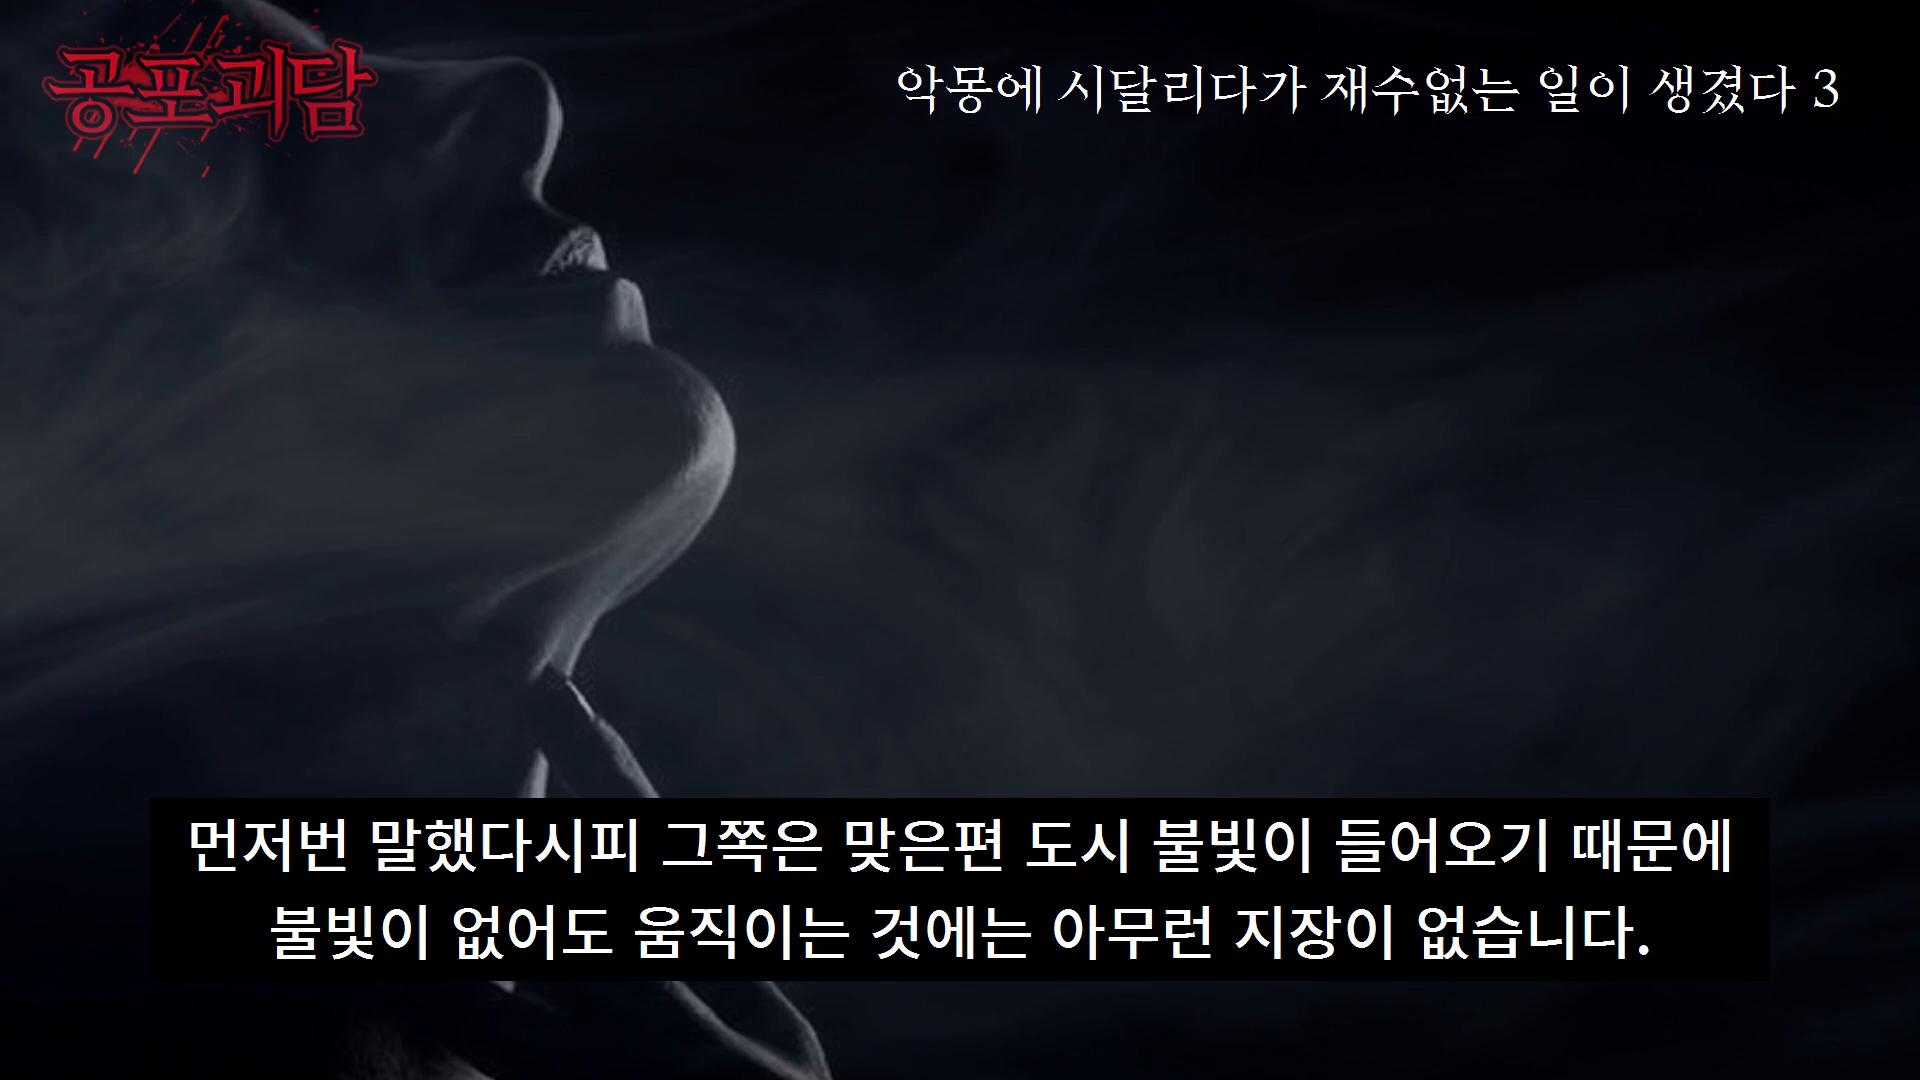 공포괴담
악몽에 시달리다가 재수없는 일이 생겼다 3
먼저번 말했다시피 그쪽은 맞은편 도시 불빛이 들어오기 때문에
불빛이 없어도 움직이는 것에는 아무런 지장이 없습니다.